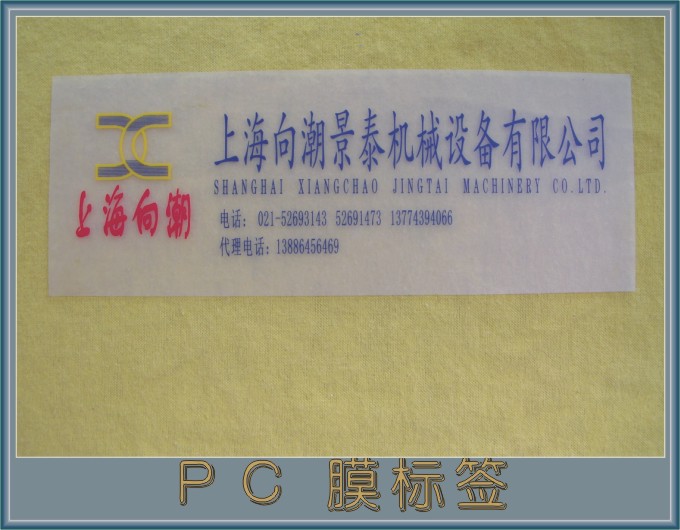 上海向潮景泰机械设备有限公司
SHANGHAI XIANGCHAO JINGTAI MACHINERY CO.LTD.
上海向潮
电话: 021-52693143 52691473 13774394066
代理电话:13886456469
PC 膜标签